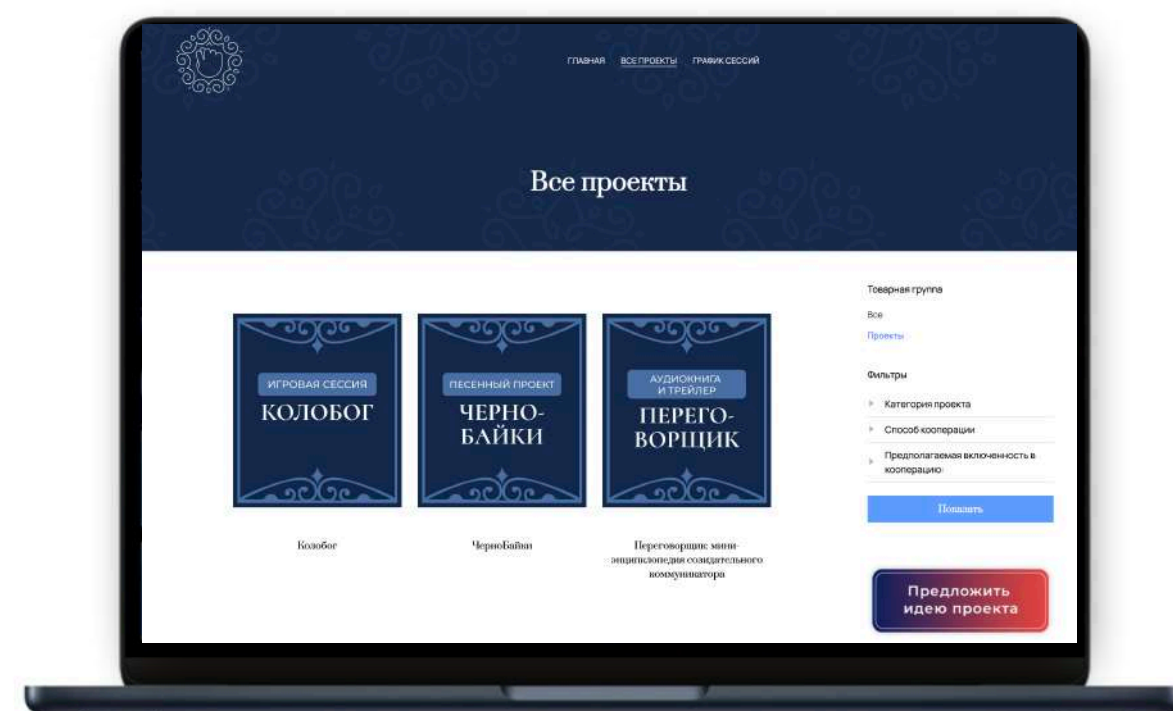 ГЛАВНАЯ ВСЕ ПРОЕКТЫ ГРАФИК СЕССИЙ
Все проекты
ИГРОВАЯ СЕССИЯ
КОЛОБОГ
Колобог
ПЕСЕННЫЙ ПРОЕКТ
ЧЕРНО-
БАЙКИ
ЧерноБайки
АУДИОКНИГА
И ТРЕЙЛЕР
ПЕРЕГО-
ВОРЩИК
Переговорщик: мини-
энциклопедия созидательного
коммуникатора
Товарная группа
Все
Проекты
Фильтры
Категория проекта
Способ кооперации
Предполагаемая включенность в
кооперацию
Показать
Предложить
идею проекта